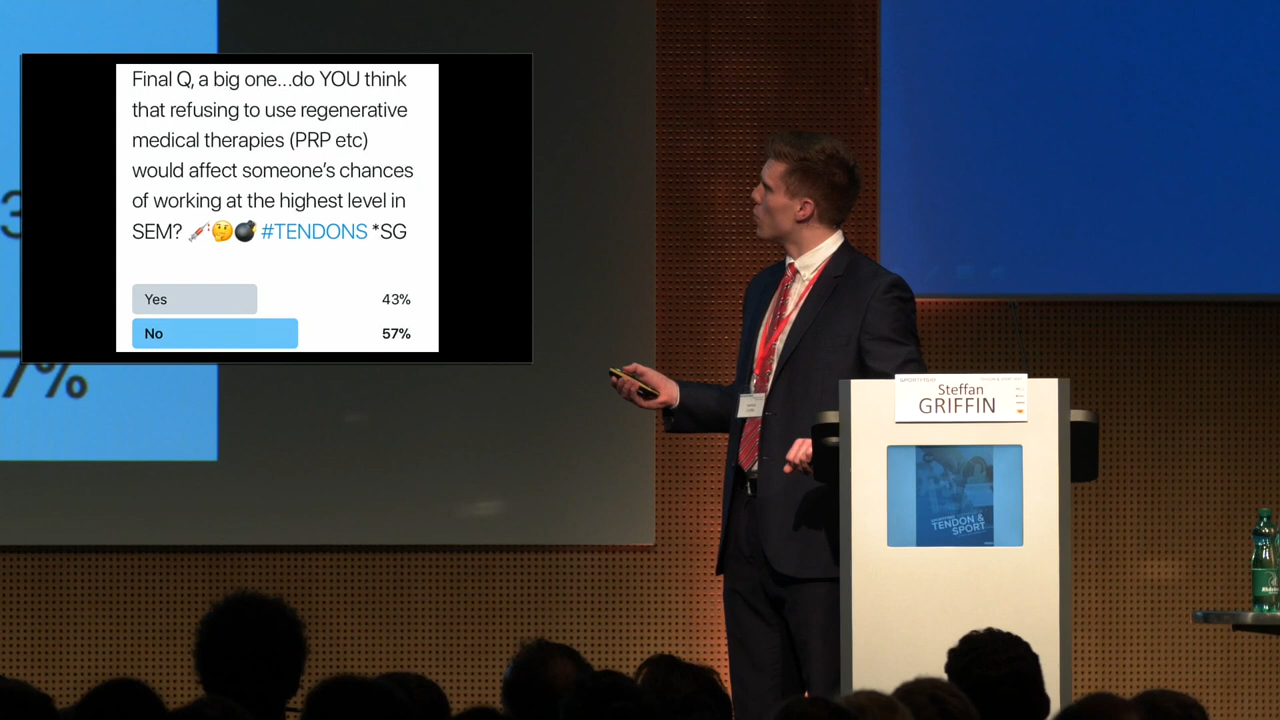 Final Q, a big one...do YOU think
that refusing to use regenerative
medical therapies (PRP etc)
would affect someone's chances
of working at the highest level in
SEM? 💉🤔💣 #TENDONS *SG
Yes 43%
No 57%
7%
Steffan
GRIFFIN
TENDON &
SPORT